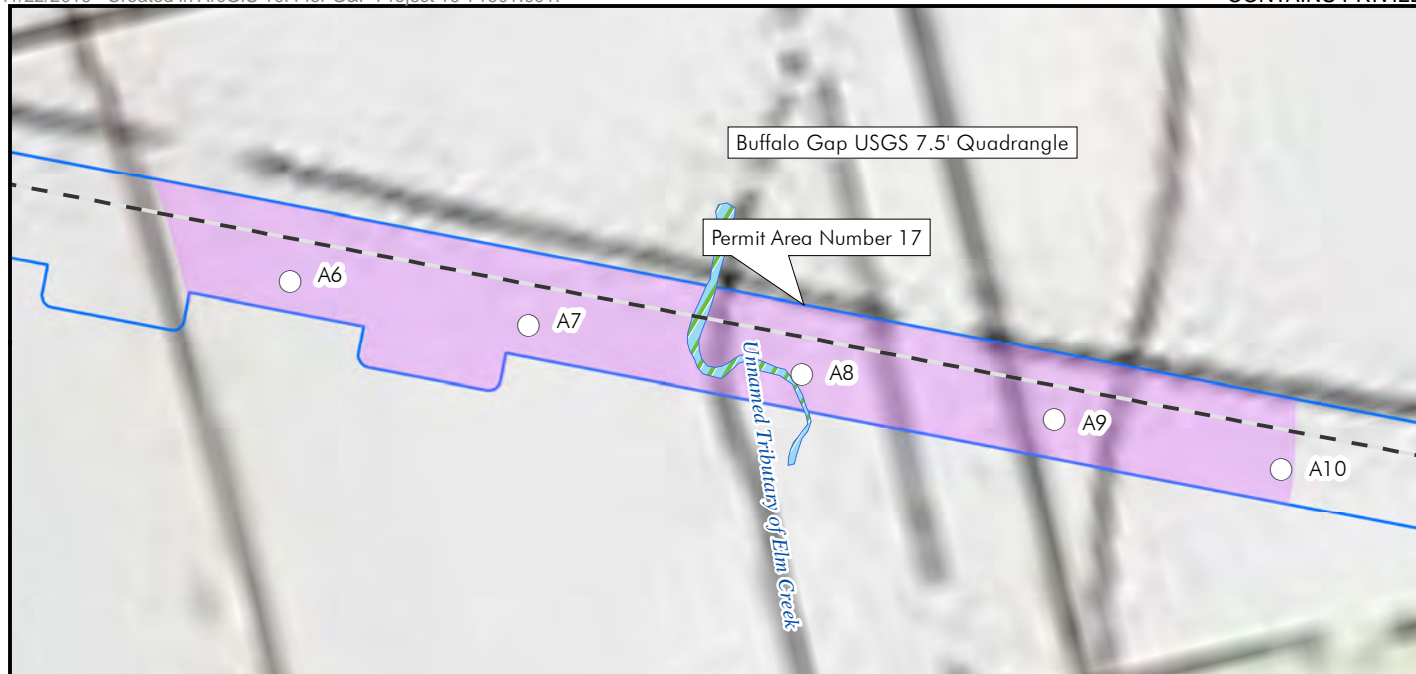 Buffalo Gap USGS 7.5' Quadrangle
Permit Area Number 17
A6
A7
A8
A9
A10
Unnamed Tributary of Elm Creek